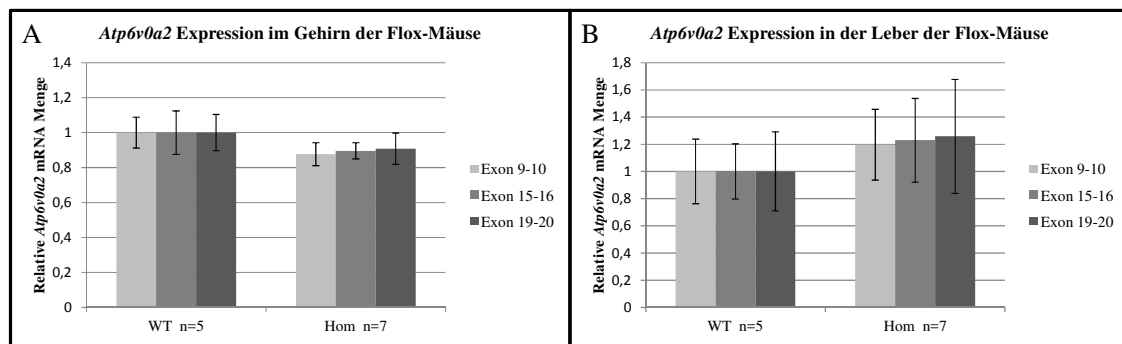 A
Atp6v0a2 Expression im Gehirn der Flox-Mäuse
Relative Atp6v0a2 mRNA Menge
1,4
1,2
1
0,8
0,6
0,4
0,2
0
WT n=5
Hom n=7
Exon 9-10
Exon 15-16
Exon 19-20
B
Atp6v0a2 Expression in der Leber der Flox-Mäuse
Relative Atp6v0a2 mRNA Menge
1,8
1,6
1,4
1,2
1
0,8
0,6
0,4
0,2
0
WT n=5
Hom n=7
Exon 9-10
Exon 15-16
Exon 19-20